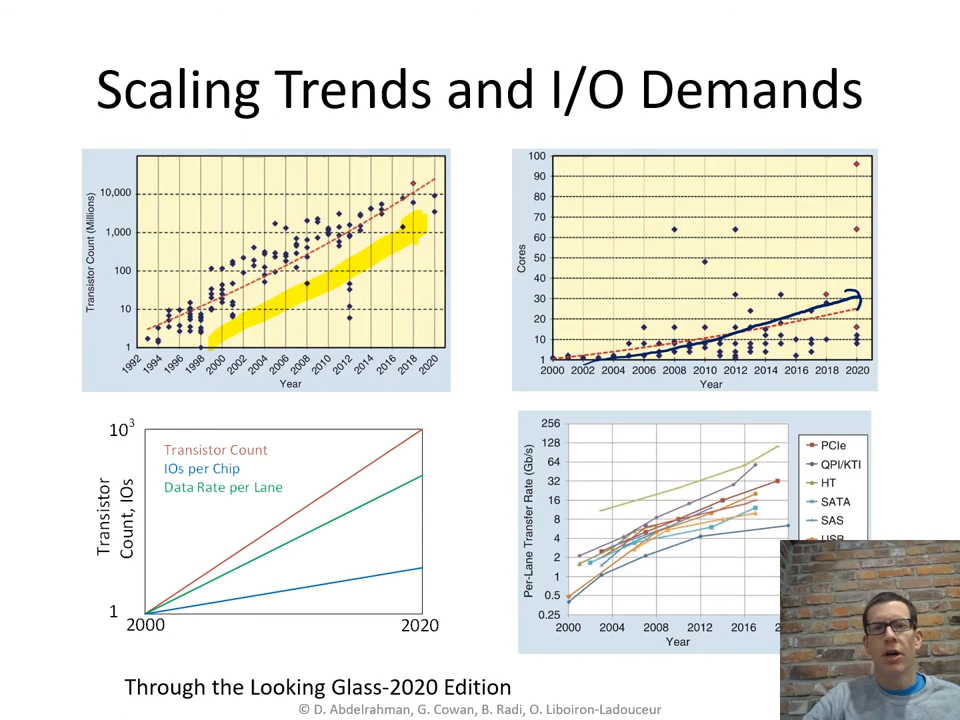 Scaling Trends and I/O Demands
Transistor Count (Millions)
10,000
1,000
100
10
1
1992 1994 1996 1998 2000 2002 2004 2006 2008 2010 2012 2014 2016 2018 2020
Year
Cores
100
90
80
70
60
50
40
30
20
10
1
2000 2002 2004 2006 2008 2010 2012 2014 2016 2018 2020
Year
Transistor
Count, IOs
10³
1
Transistor Count
IOs per Chip
Data Rate per Lane
2000 2020
Per-Lane Transfer Rate (Gb/s)
256
128
64
32
16
8
4
2
1
0.5
0.25
2000 2004 2008 2012 2016
Year
PCIe
QPI/KTI
HT
SATA
SAS
USB
Through the Looking Glass-2020 Edition
© D. Abdelrahman, G. Cowan, B. Radi, O. Liboiron-Ladouceur